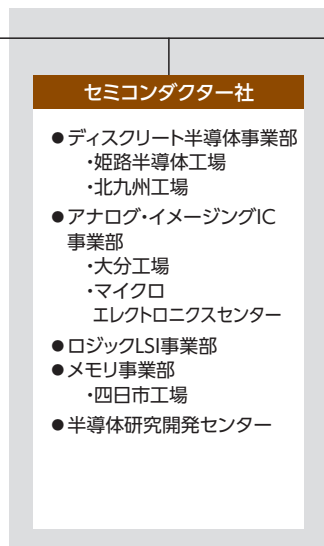 セミコンダクター社
●ディスクリート半導体事業部
・姫路半導体工場
・北九州工場
●アナログ・イメージングIC
事業部
・大分工場
・マイクロ
エレクトロニクスセンター
●ロジックLSI事業部
●メモリ事業部
・四日市工場
●半導体研究開発センター